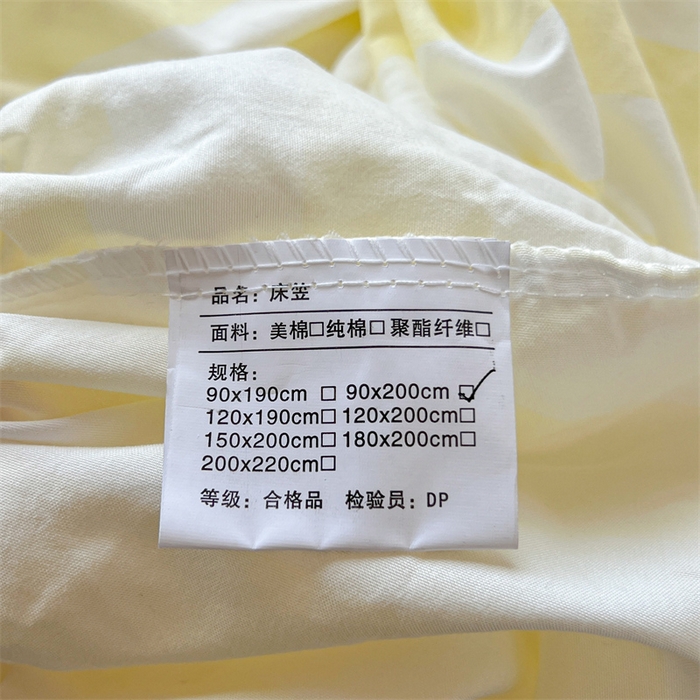 品名：床笠
面料：美棉□纯棉□ 聚酯纤维□
规格：
90x190cm □ 90x200cm ☑
120x190cm□ 120x200cm□
150x200cm□ 180x200cm□
200x220cm□
等级：合格品 检验员：DP